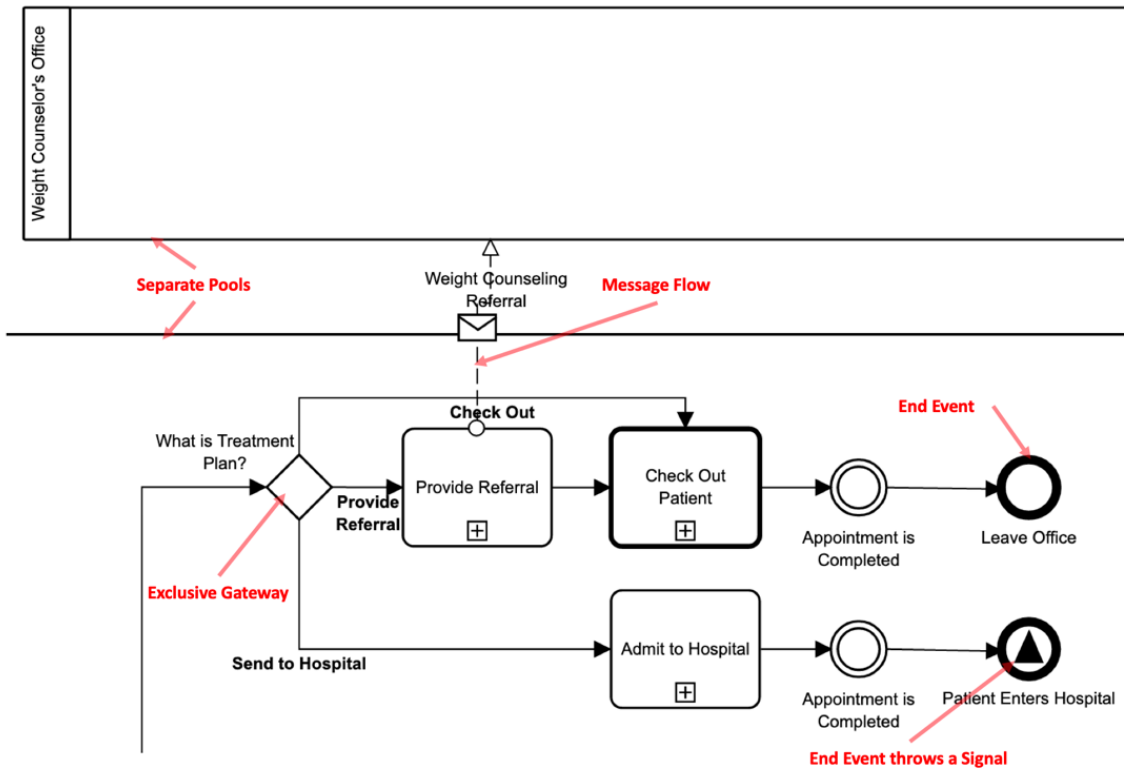 Weight Counselor's Office
Separate Pools
Weight Counseling
Referral
Message Flow
Check Out
End Event
What is Treatment
Plan?
Provide Referral
Check Out
Patient
Provide
Referral
Appointment is
Completed
Leave Office
Exclusive Gateway
Send to Hospital
Admit to Hospital
Appointment is
Completed
Patient Enters Hospital
End Event throws a Signal